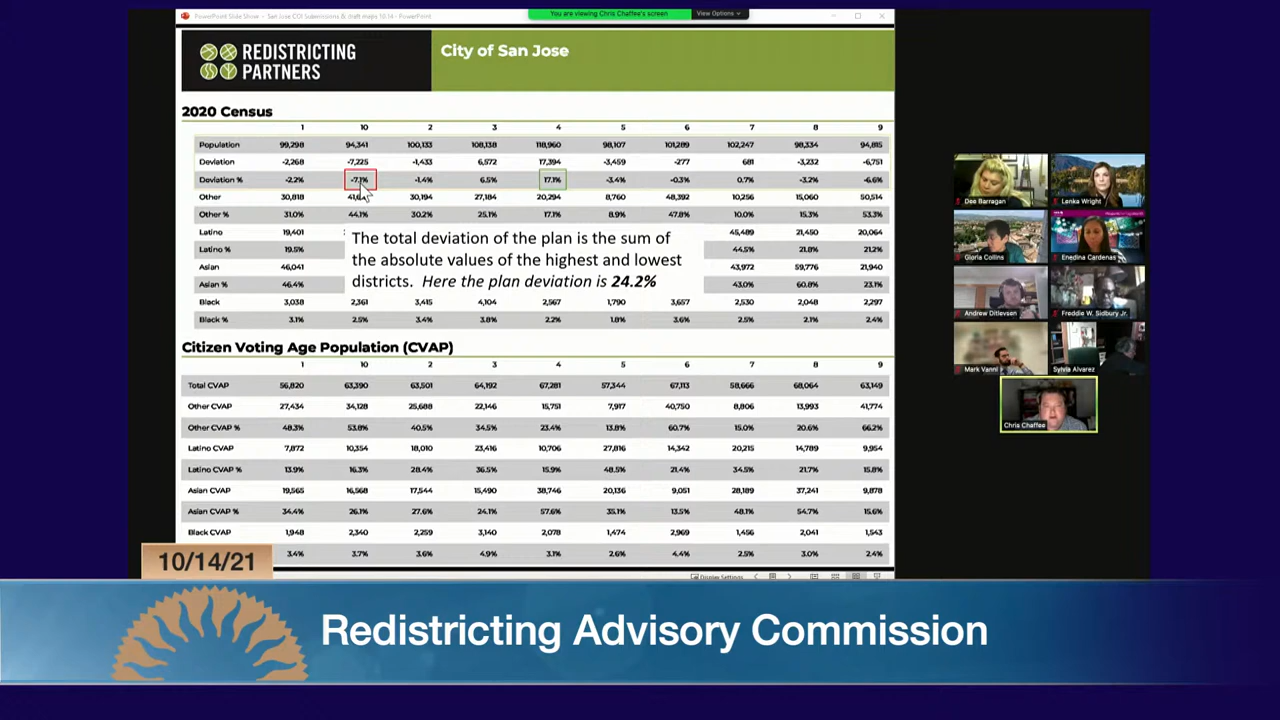 PowerPoint Slide Show - San Jose COI Submissions & draft maps 10.14 - PowerPoint
You are viewing Chris Chaffee's screen
View Options
REDISTRICTING
PARTNERS
City of San Jose
2020 Census
1 10 2 3 4 5 6 7 8 9
Population 99,298 94,341 100,133 108,138 118,960 98,107 101,289 102,247 98,334 94,815
Deviation -2,268 -7,225 -1,433 6,572 17,394 -3,459 -277 681 -3,232 -6,751
Deviation % -2.2% -7.1% -1.4% 6.5% 17.1% -3.4% -0.3% 0.7% -3.2% -6.6%
Other 30,818 30,194 27,184 20,294 8,760 48,392 10,256 15,060 50,514
Other % 31.0% 44.1% 30.2% 25.1% 17.1% 8.9% 47.8% 10.0% 15.3% 53.3%
Latino 19,401 45,489 21,450 20,064
Latino % 19.5% 44.5% 21.8% 21.2%
Asian 46,041 43,972 59,776 21,940
Asian % 46.4% 43.0% 60.8% 23.1%
The total deviation of the plan is the sum of
the absolute values of the highest and lowest
districts. Here the plan deviation is 24.2%
Black 3,038 2,361 3,415 4,104 2,567 1,790 3,657 2,530 2,048 2,297
Black % 3.1% 2.5% 3.4% 3.8% 2.2% 1.8% 3.6% 2.5% 2.1% 2.4%
Citizen Voting Age Population (CVAP)
1 10 2 3 4 5 6 7 8 9
Total CVAP 56,820 63,390 63,501 64,192 67,281 57,344 67,113 58,666 68,064 63,149
Other CVAP 27,434 34,128 25,688 22,146 15,751 7,917 40,750 8,806 13,993 41,774
Other CVAP % 48.3% 53.8% 40.5% 34.5% 23.4% 13.8% 60.7% 15.0% 20.6% 66.2%
Latino CVAP 7,872 10,354 18,010 23,416 10,706 27,816 14,342 20,215 14,789 9,954
Latino CVAP % 13.9% 16.3% 28.4% 36.5% 15.9% 48.5% 21.4% 34.5% 21.7% 15.8%
Asian CVAP 19,565 16,568 17,544 15,490 38,746 20,136 9,051 28,189 37,241 9,878
Asian CVAP % 34.4% 26.1% 27.6% 24.1% 57.6% 35.1% 13.5% 48.1% 54.7% 15.6%
Black CVAP 1,948 2,340 2,259 3,140 2,078 1,474 2,969 1,456 2,041 1,543
3.4% 3.7% 3.6% 4.9% 3.1% 2.6% 4.4% 2.5% 3.0% 2.4%
Display Settings
Dee Barragan
Lenka Wright
Gloria Collins
Enedina Cardenas
Andrew Ditlevsen
Freddie W. Sidbury Jr.
Mark Vanni
Sylvia Alvarez
Chris Chaffee
10/14/21
Redistricting Advisory Commission